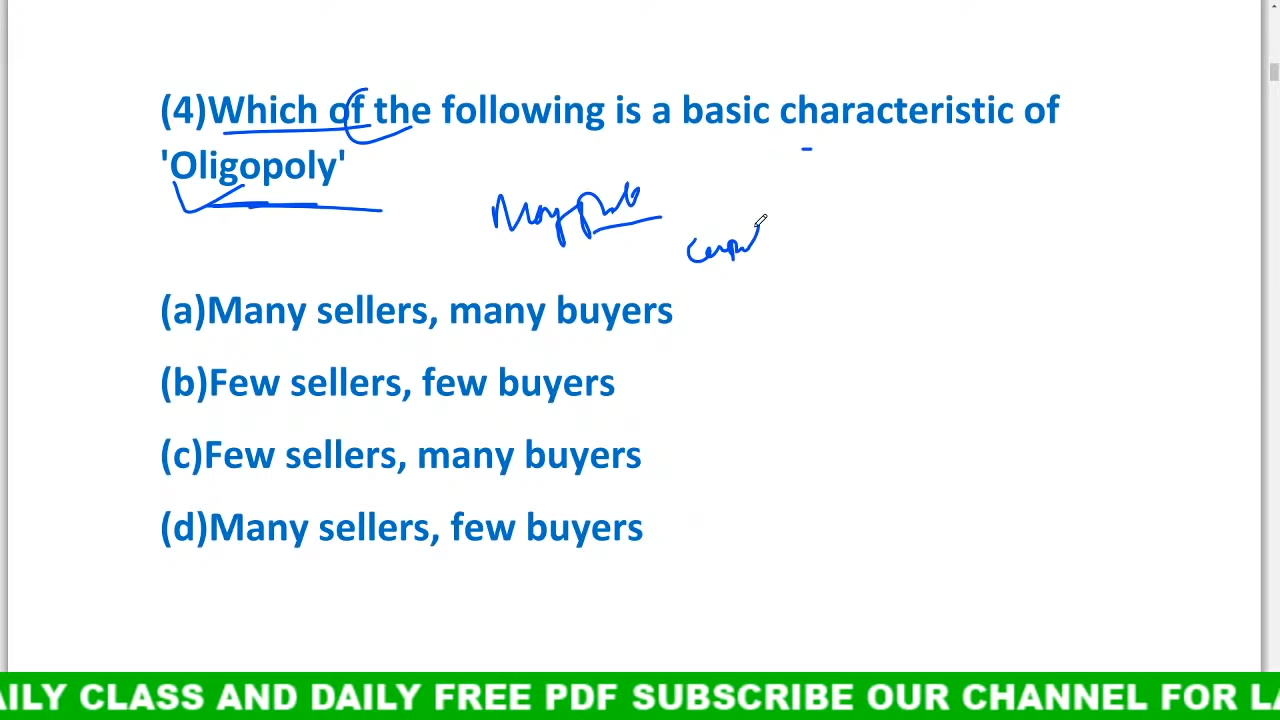 (4)Which of the following is a basic characteristic of
'Oligopoly'
(a)Many sellers, many buyers
(b)Few sellers, few buyers
(c)Few sellers, many buyers
(d)Many sellers, few buyers
AILY CLASS AND DAILY FREE PDF SUBSCRIBE OUR CHANNEL FOR LA